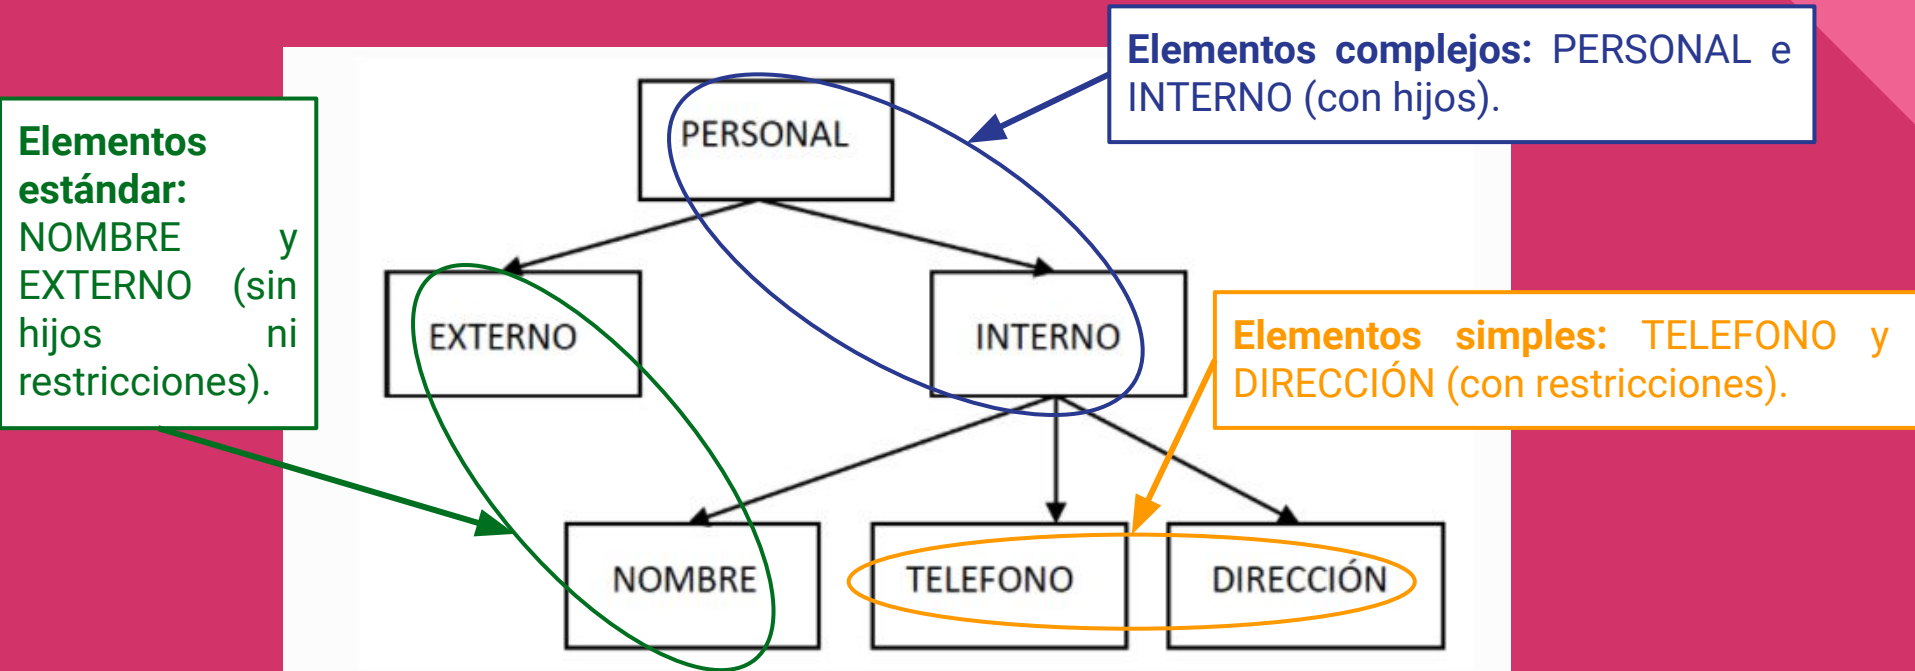 Elementos complejos: PERSONAL e
INTERNO (con hijos).
Elementos
estándar:
NOMBRE y
EXTERNO (sin
hijos ni
restricciones).
PERSONAL
EXTERNO
INTERNO
Elementos simples: TELEFONO y
DIRECCIÓN (con restricciones).
NOMBRE
TELEFONO
DIRECCIÓN